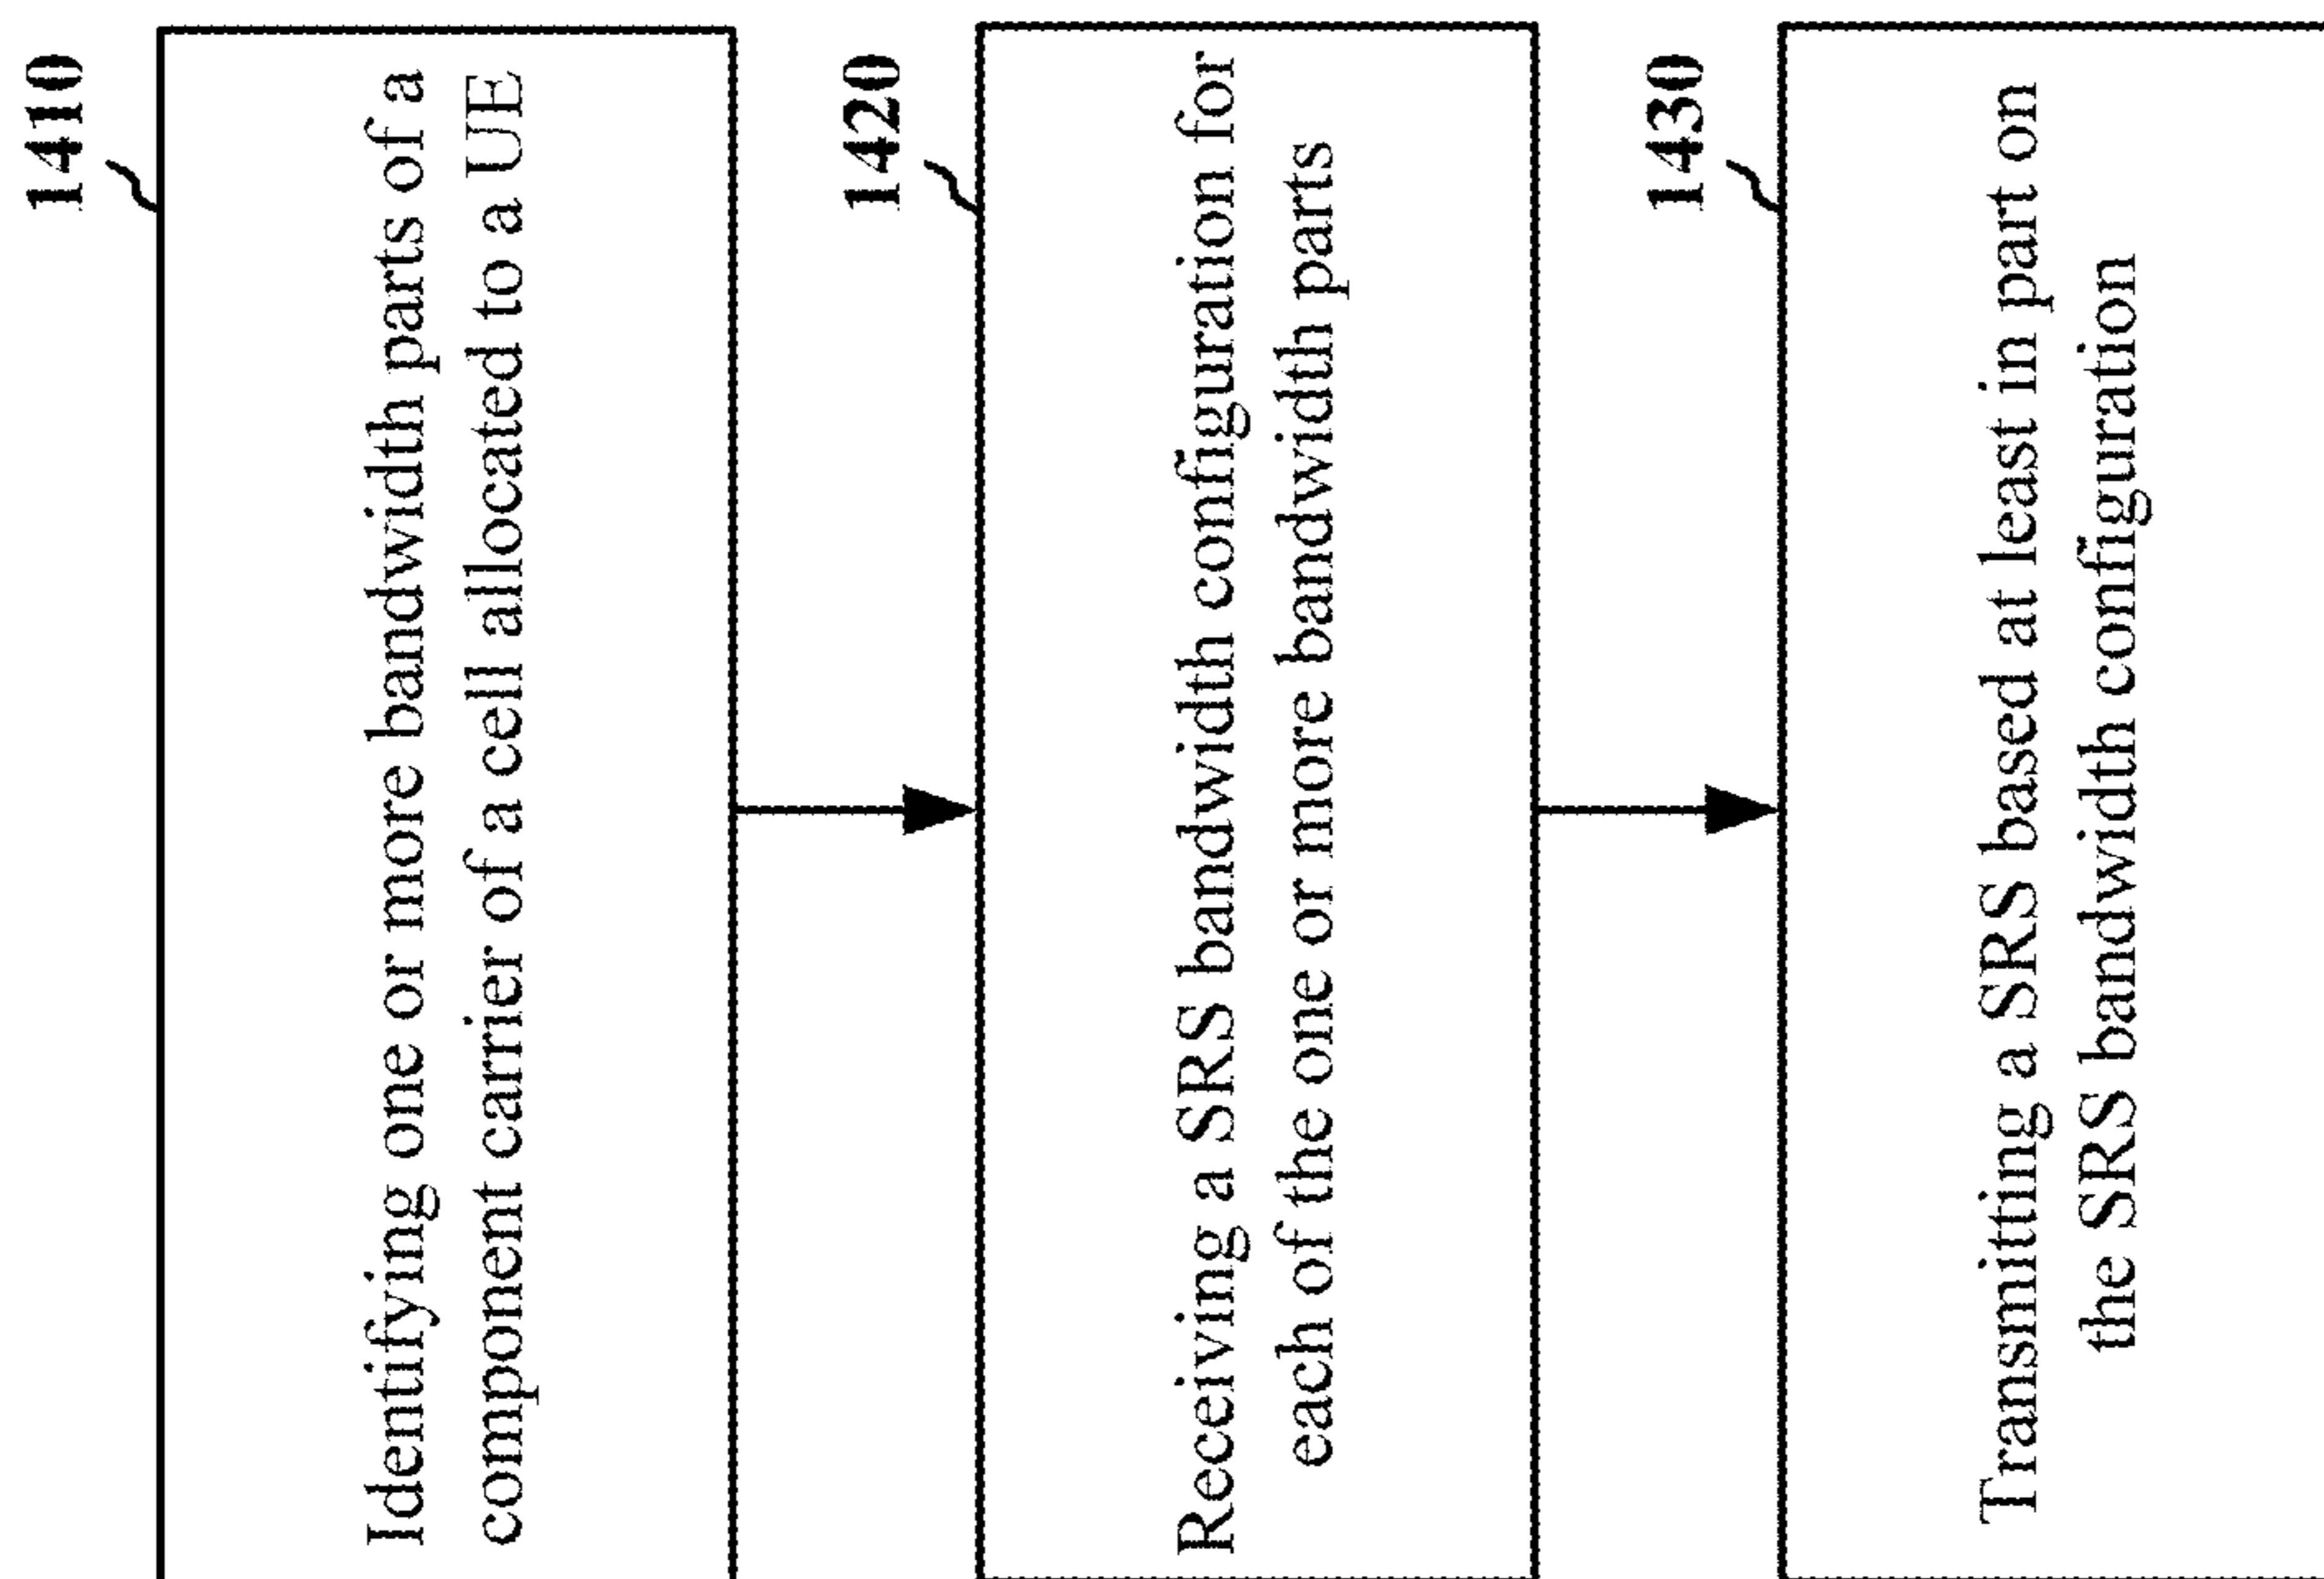 1410
Identifying one or more bandwidth parts of a
component carrier of a cell allocated to a UE
1420
Receiving a SRS bandwidth configuration for
each of the one or more bandwidth parts
1430
Transmitting a SRS based at least in part on
the SRS bandwidth configuration